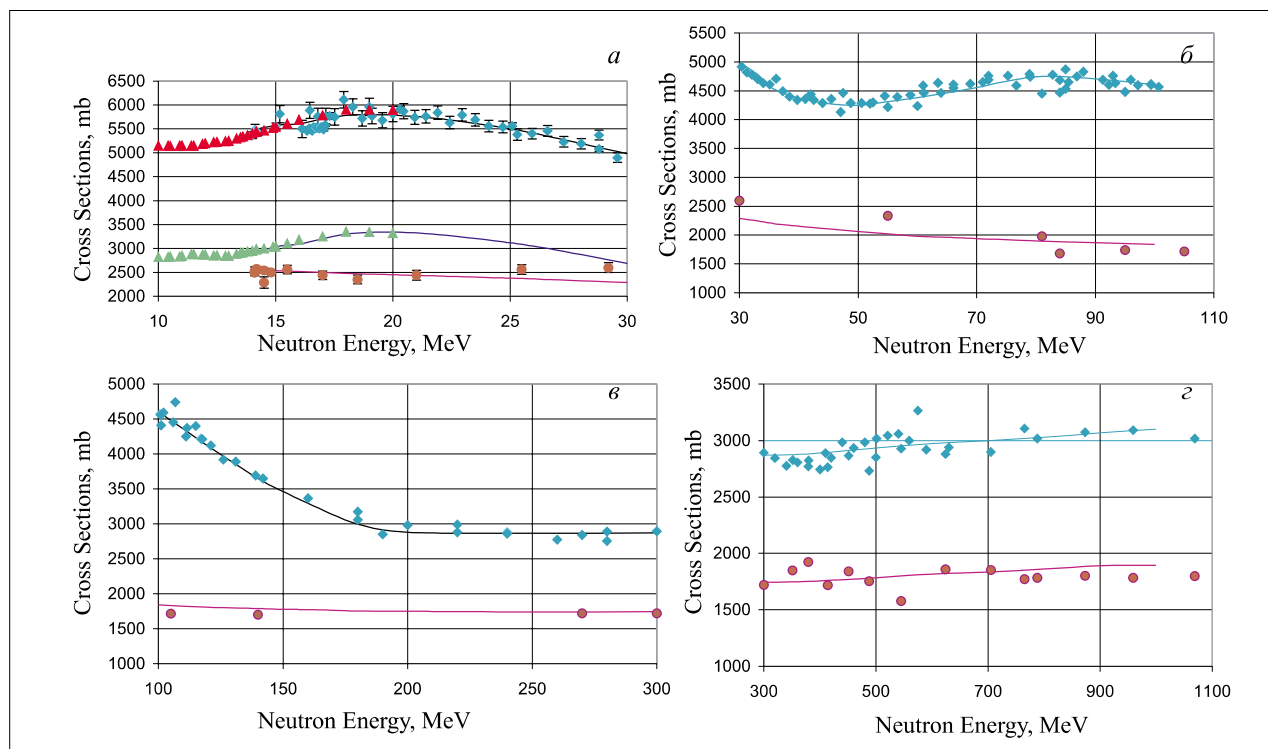 а
Cross Sections, mb
6500
6000
5500
5000
4500
4000
3500
3000
2500
2000
10 15 20 25 30
Neutron Energy, MeV
б
Cross Sections, mb
5500
5000
4500
4000
3500
3000
2500
2000
1500
1000
30 50 70 90 110
Neutron Energy, MeV
в
Cross Sections, mb
5000
4500
4000
3500
3000
2500
2000
1500
1000
100 150 200 250 300
Neutron Energy, MeV
г
Cross Sections, mb
3500
3000
2500
2000
1500
1000
300 500 700 900 1100
Neutron Energy, MeV